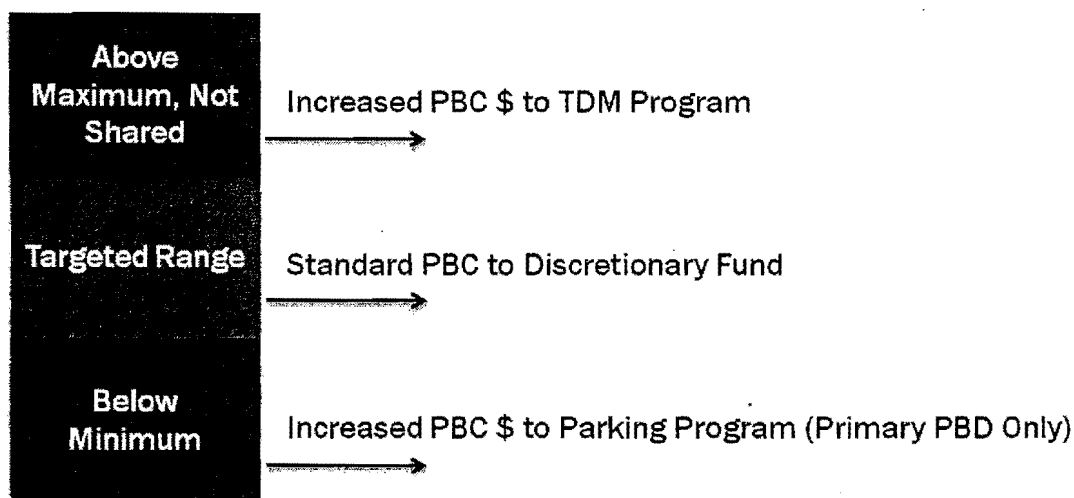 Above
Maximum, Not
Shared
Increased PBC $ to TDM Program
Targeted Range
Standard PBC to Discretionary Fund
Below
Minimum
Increased PBC $ to Parking Program (Primary PBD Only)